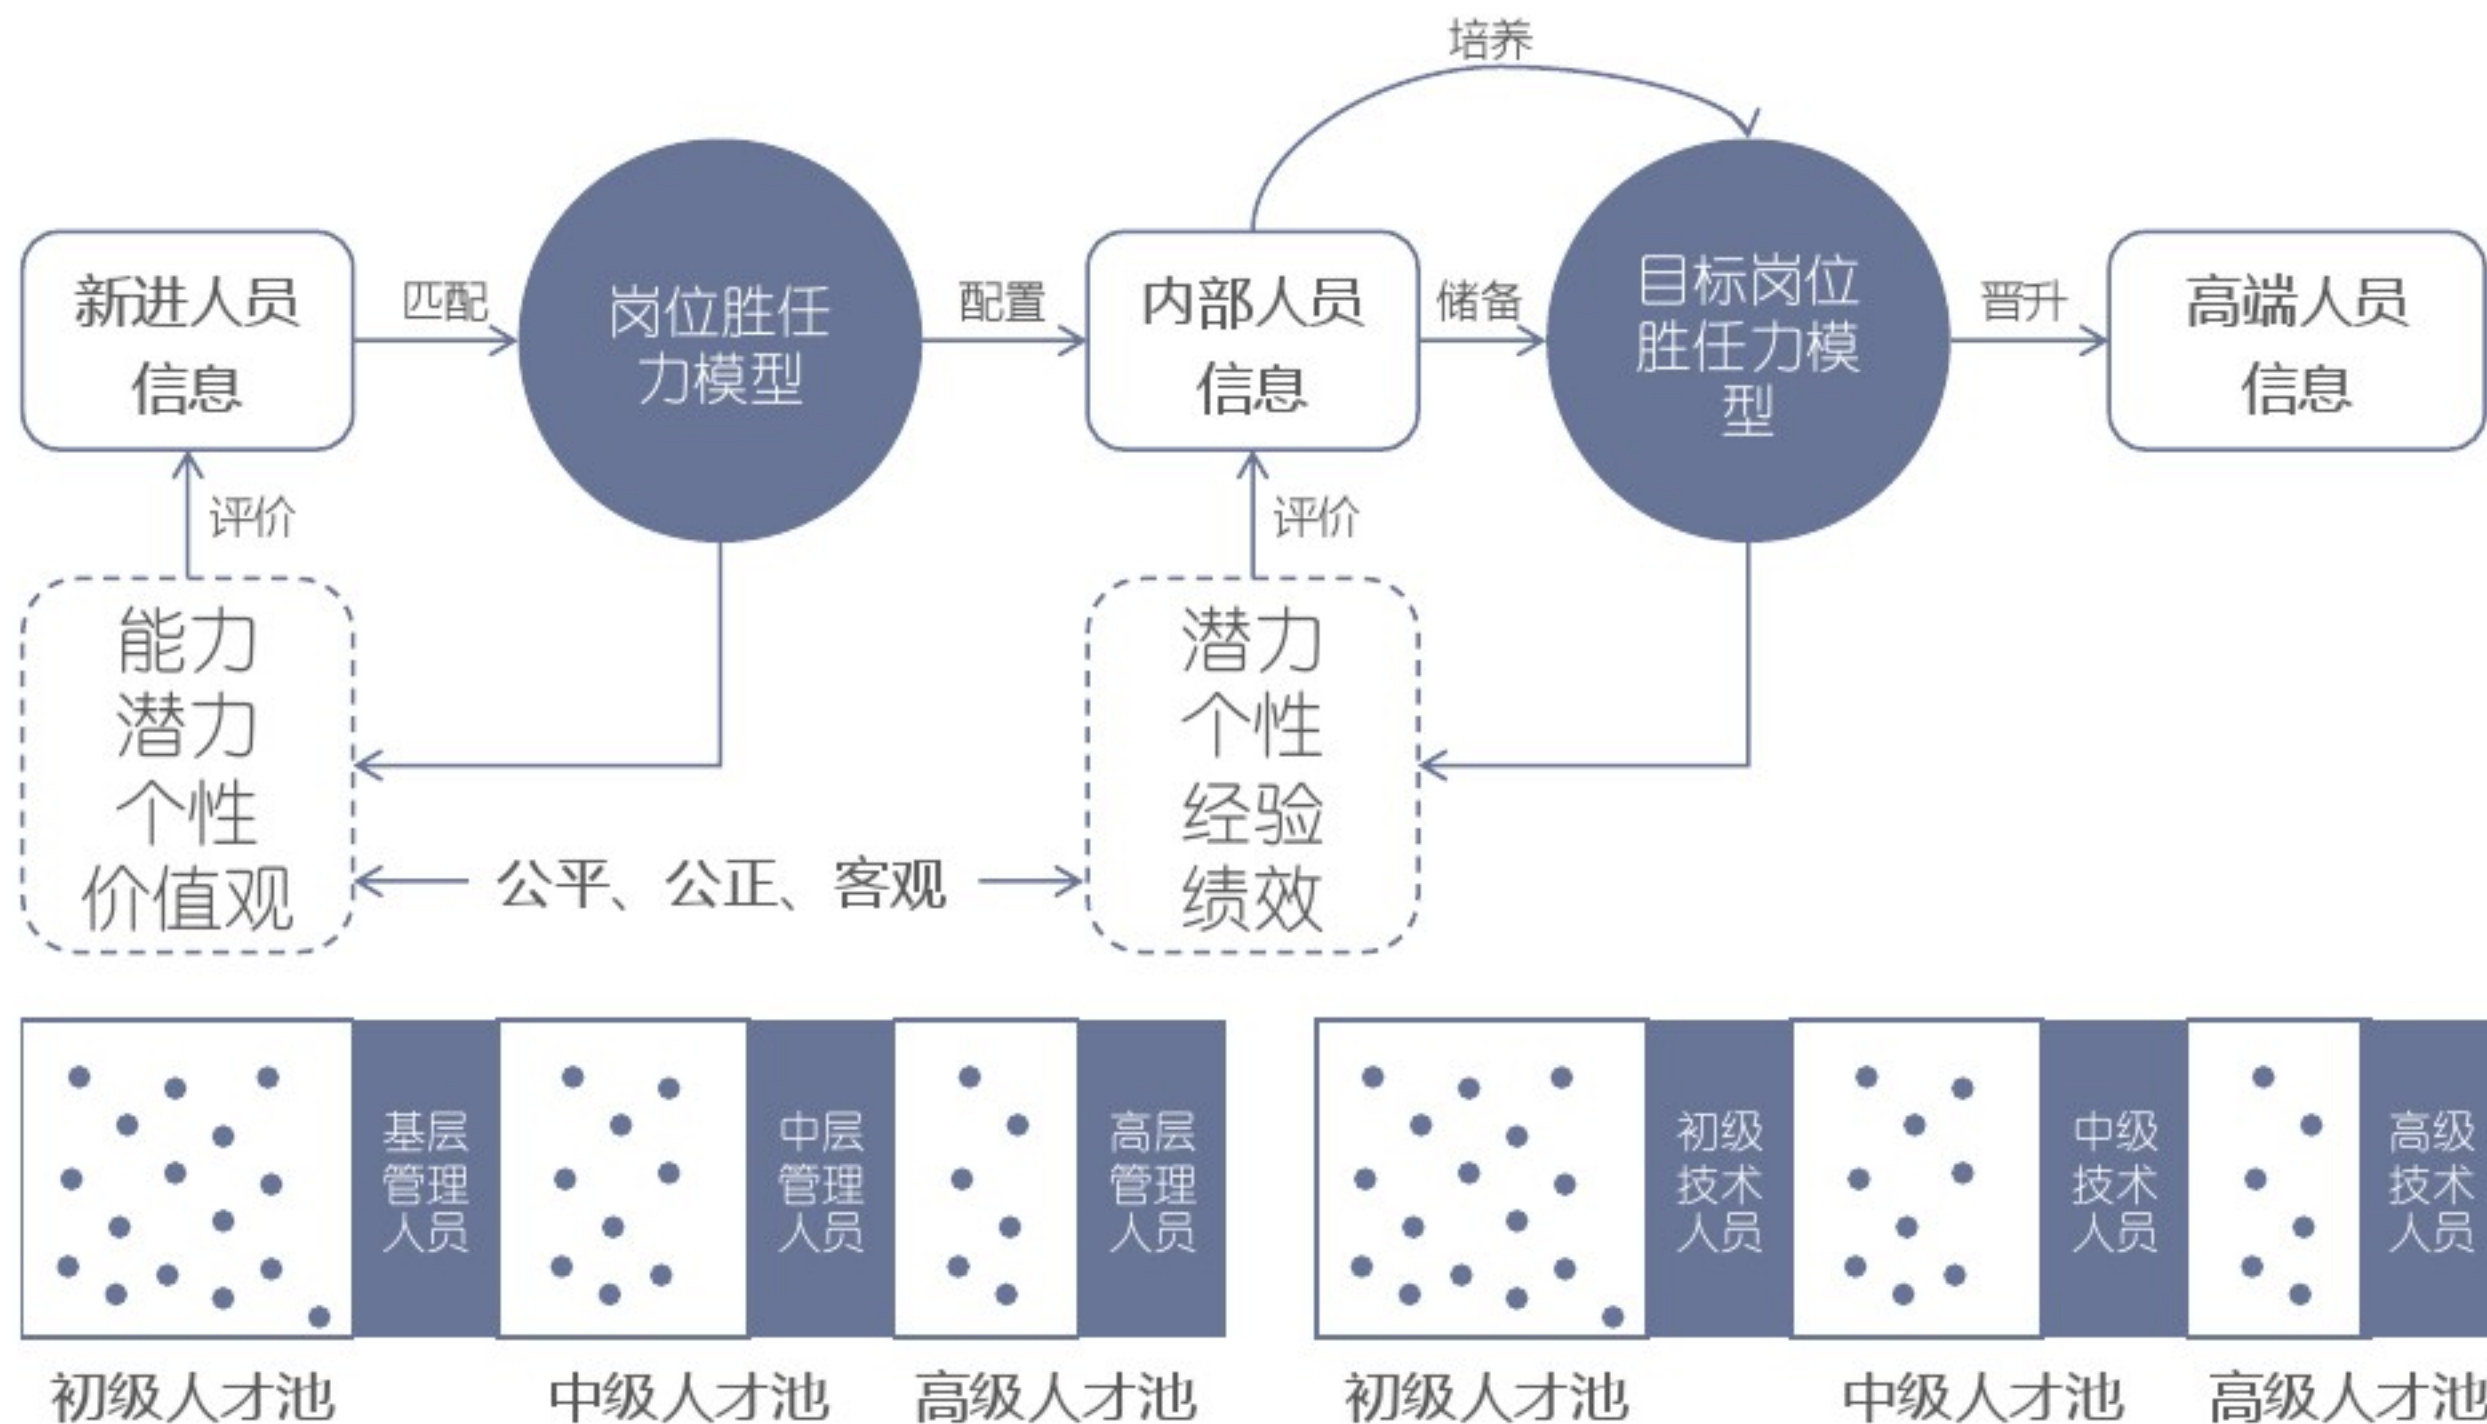 培养
新进人员
信息
匹配
岗位胜任
力模型
配置
内部人员
信息
储备
目标岗位
胜任力模
型
晋升
高端人员
信息
评价
评价
能力
潜力
个性
价值观
公平、公正、客观
潜力
个性
经验
绩效
基层
管理
人员
中层
管理
人员
高层
管理
人员
初级
技术
人员
中级
技术
人员
高级
技术
人员
初级人才池
中级人才池
高级人才池
初级人才池
中级人才池
高级人才池